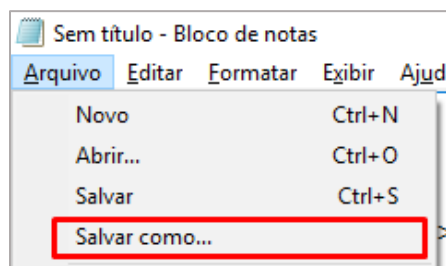 Sem título - Bloco de notas
Arquivo Editar Formatar Exibir Ajud
Novo Ctrl+N
Abrir... Ctrl+O
Salvar Ctrl+S
Salvar como...